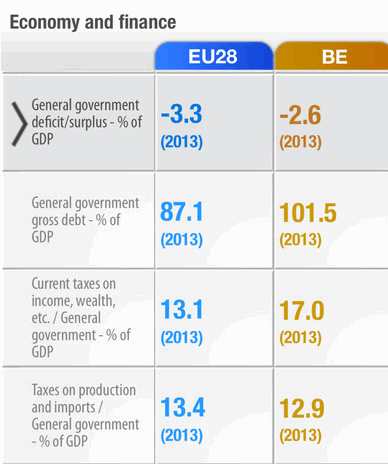 Economy and finance
EU28 BE
General government
deficit/surplus - % of
GDP
-3.3
(2013)
-2.6
(2013)
General government
gross debt - % of
GDP
87.1
(2013)
101.5
(2013)
Current taxes on
income, wealth,
etc. / General
government - % of
GDP
13.1
(2013)
17.0
(2013)
Taxes on production
and imports /
General government
- % of GDP
13.4
(2013)
12.9
(2013)